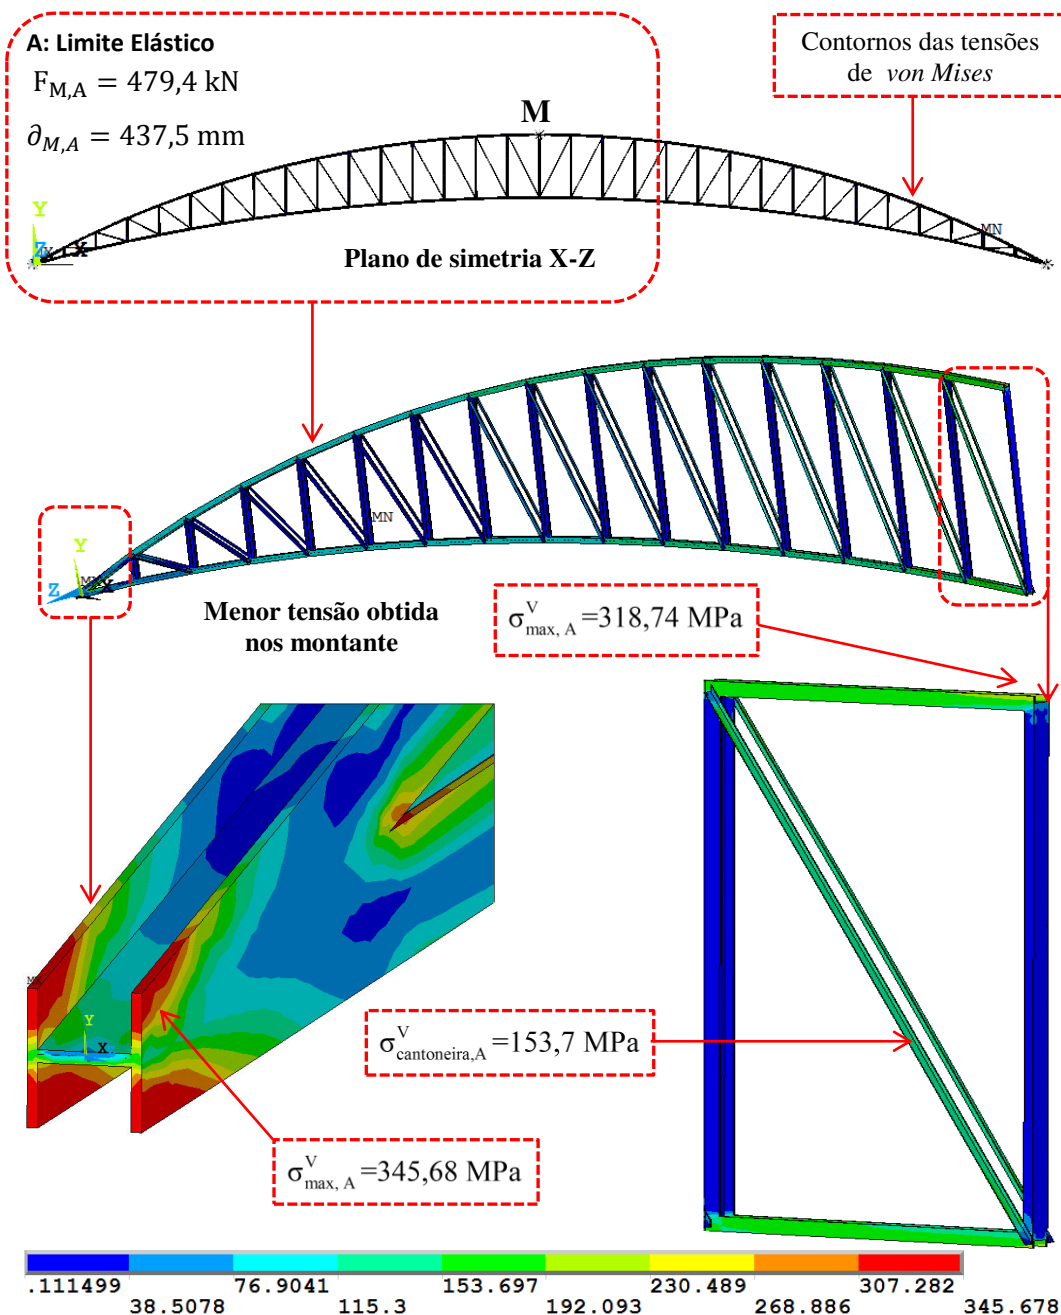 A: Limite Elástico
F_M,A = 479,4 kN
∂_M,A = 437,5 mm
Contornos das tensões
de von Mises
M
Y
Z
X
MN
Plano de simetria X-Z
MN
Y
Z
Menor tensão obtida
nos montante
σ^V_max, A =318,74 MPa
Y
X
σ^V_cantoneira,A =153,7 MPa
σ^V_max, A =345,68 MPa
.111499 76.9041 153.697 230.489 307.282
38.5078 115.3 192.093 268.886 345.678